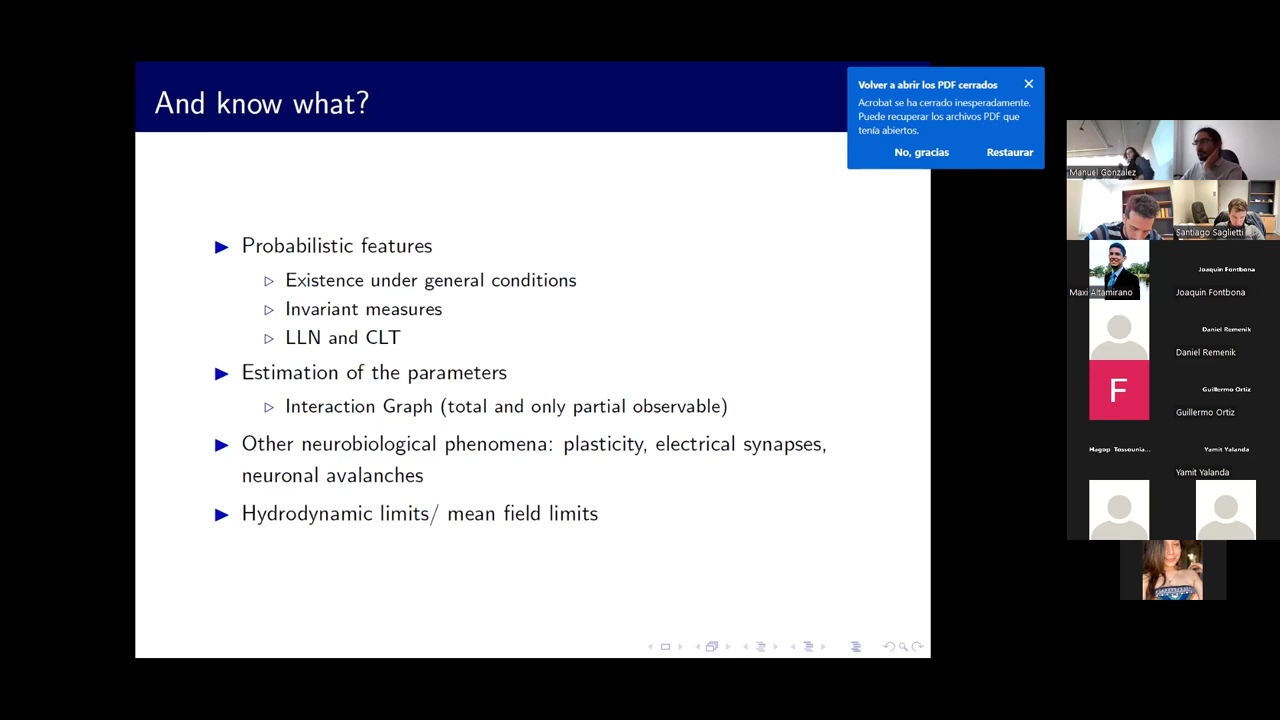 And know what?
Volver a abrir los PDF cerrados
Acrobat se ha cerrado inesperadamente.
Puede recuperar los archivos PDF que
tenía abiertos.
No, gracias
Restaurar
▶ Probabilistic features
▷ Existence under general conditions
▷ Invariant measures
▷ LLN and CLT
▶ Estimation of the parameters
▷ Interaction Graph (total and only partial observable)
▶ Other neurobiological phenomena: plasticity, electrical synapses,
neuronal avalanches
▶ Hydrodynamic limits/ mean field limits
Manuel González
Santiago Saglietti
Maxi Altamirano
Joaquin Fontbona
Joaquin Fontbona
Daniel Remenik
Daniel Remenik
F
Guillermo Ortiz
Guillermo Ortiz
Hagop Tossounia...
Yamit Yalanda
Yamit Yalanda